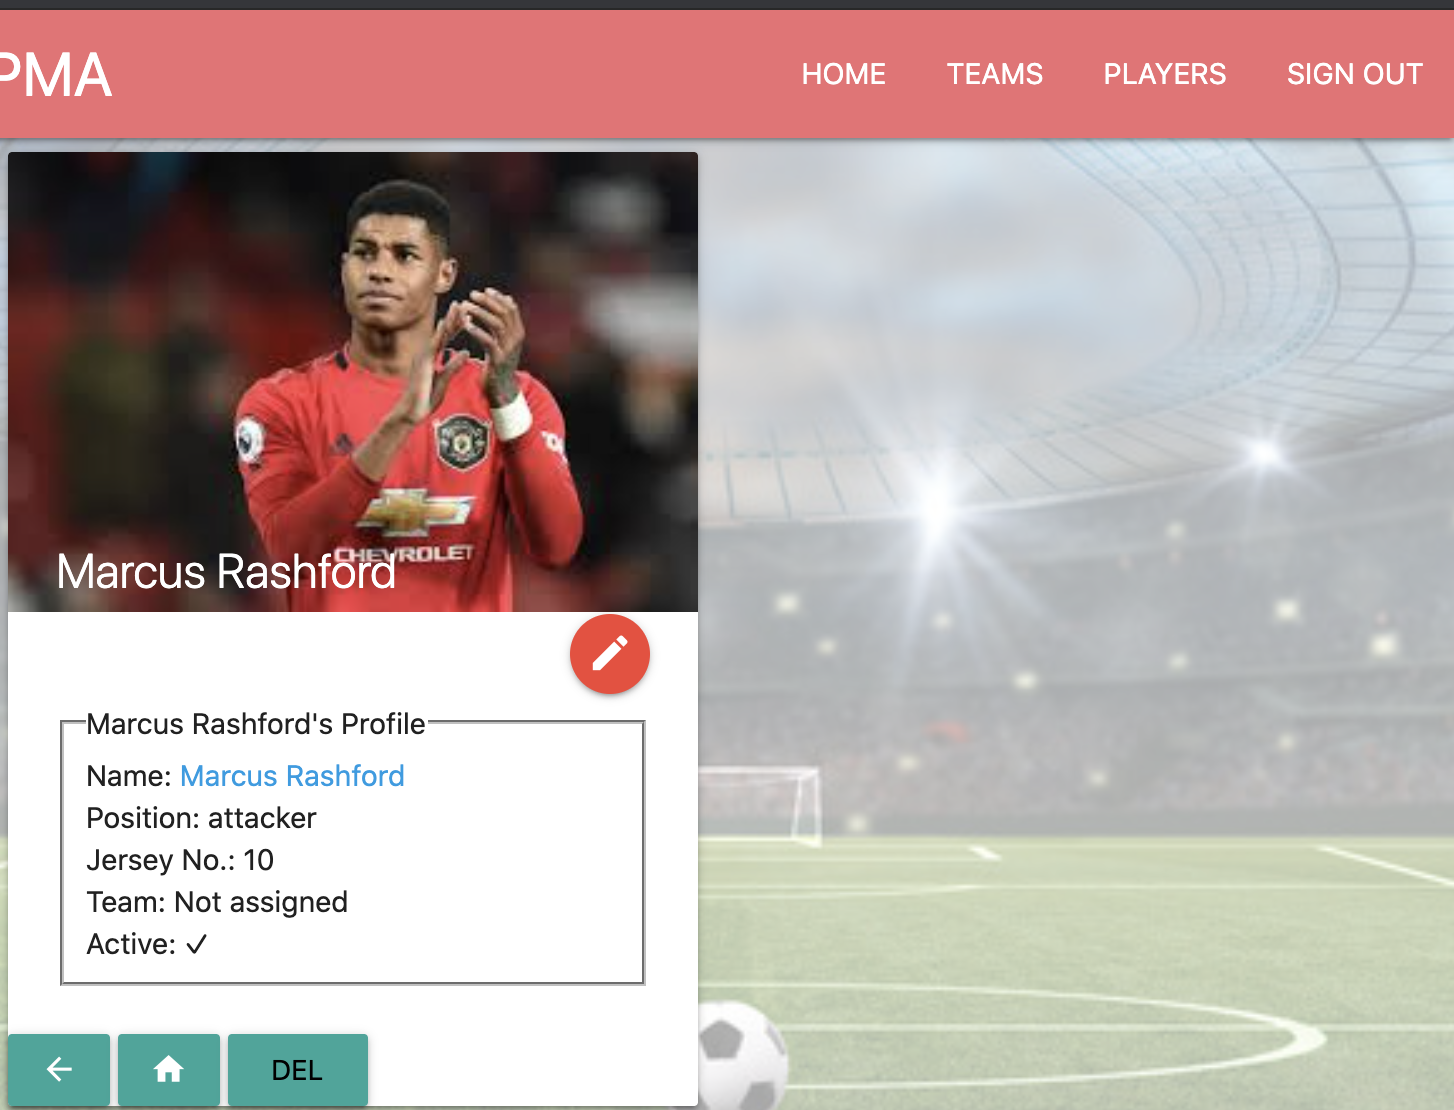 PMA
HOME TEAMS PLAYERS SIGN OUT
CHEVROLET
Marcus Rashford
Marcus Rashford's Profile
Name: Marcus Rashford
Position: attacker
Jersey No.: 10
Team: Not assigned
Active: ✓
DEL